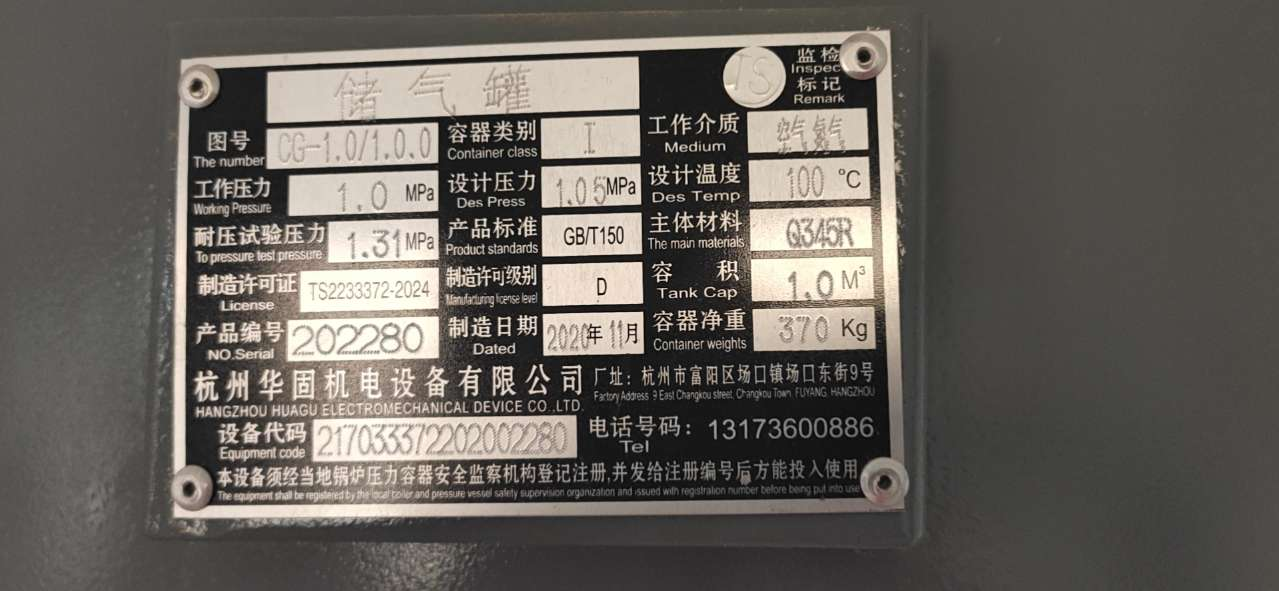 储气罐
TS
监检
Inspec
标记
Remark
图号 CG-1.0/1.0.0 容器类别 I 工作介质 空气氮气
The number Container class Medium
工作压力 1.0 MPa 设计压力 1.05 MPa 设计温度 100 °C
Working Pressure Des Press Des Temp
耐压试验压力 1.31 MPa 产品标准 GB/T150 主体材料 Q345R
To pressure test pressure Product standards The main materials
制造许可证 TS2233372-2024 制造许可级别 D 容 积 1.0 M³
License Manufacturing license level Tank Cap
产品编号 202280 制造日期 2020年 11月 容器净重 370 Kg
NO.Serial Dated Container weights
杭州华固机电设备有限公司 厂址：杭州市富阳区场口镇场口东街9号
HANGZHOU HUAGU ELECTROMECHANICAL DEVICE CO.,LTD. Factory Address 9 East Changkou street, Changkou Town, FUYANG, HANGZHOU
设备代码 217033372202002280 电话号码：13173600886
Equipment code Tel
本设备须经当地锅炉压力容器安全监察机构登记注册,并发给注册编号后方能投入使用
The equipment shall be registered by the local boiler and pressure vessel safety supervision organization and issued with registration number before being put into use